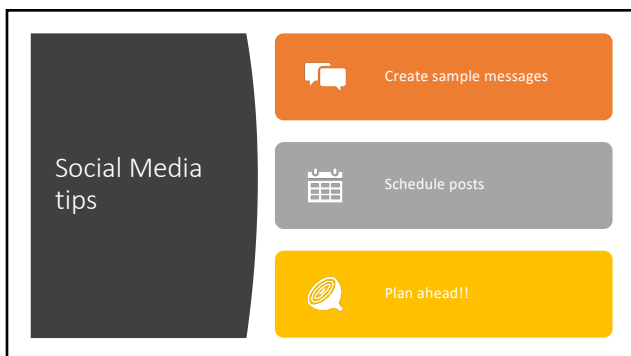 Social Media
tips
Create sample messages
Schedule posts
Plan ahead!!